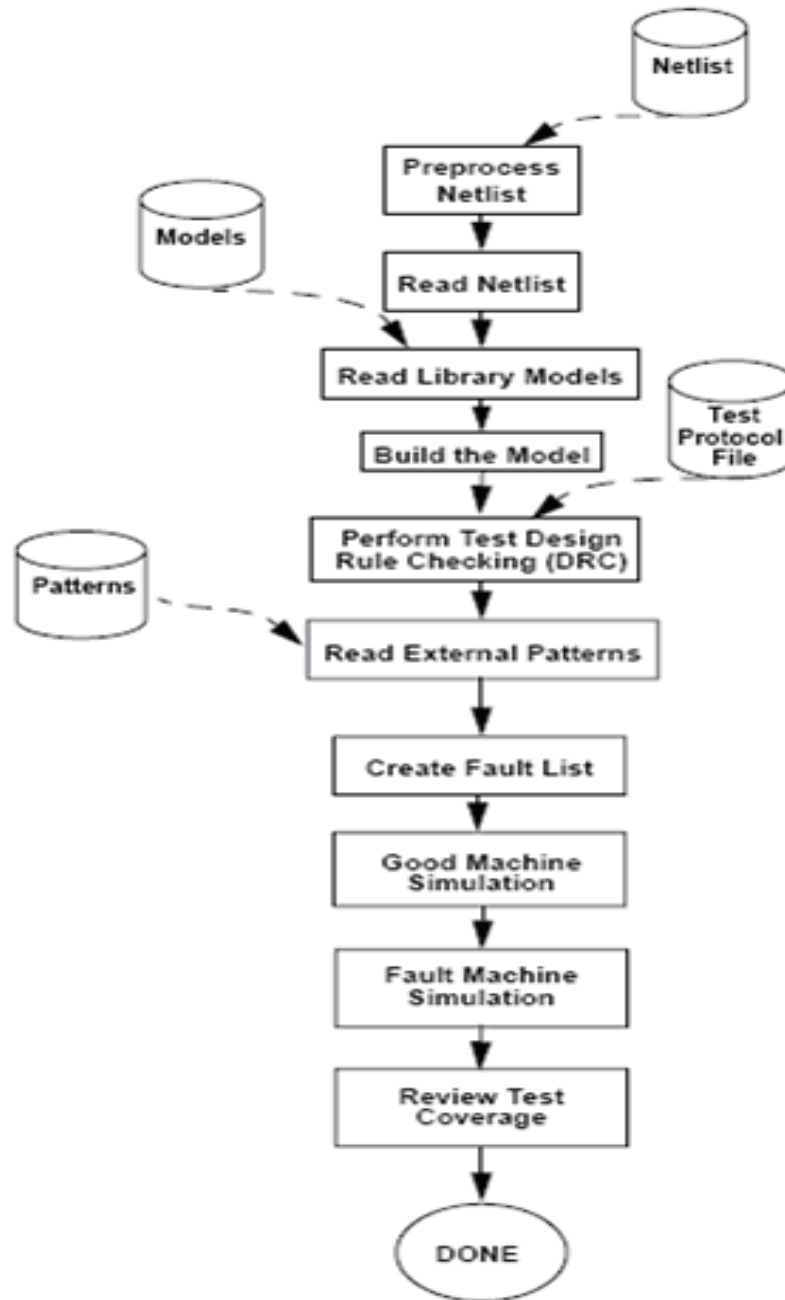 Netlist
Preprocess
Netlist
Models
Read Netlist
Read Library Models
Test
Protocol
File
Build the Model
Perform Test Design
Rule Checking (DRC)
Patterns
Read External Patterns
Create Fault List
Good Machine
Simulation
Fault Machine
Simulation
Review Test
Coverage
DONE